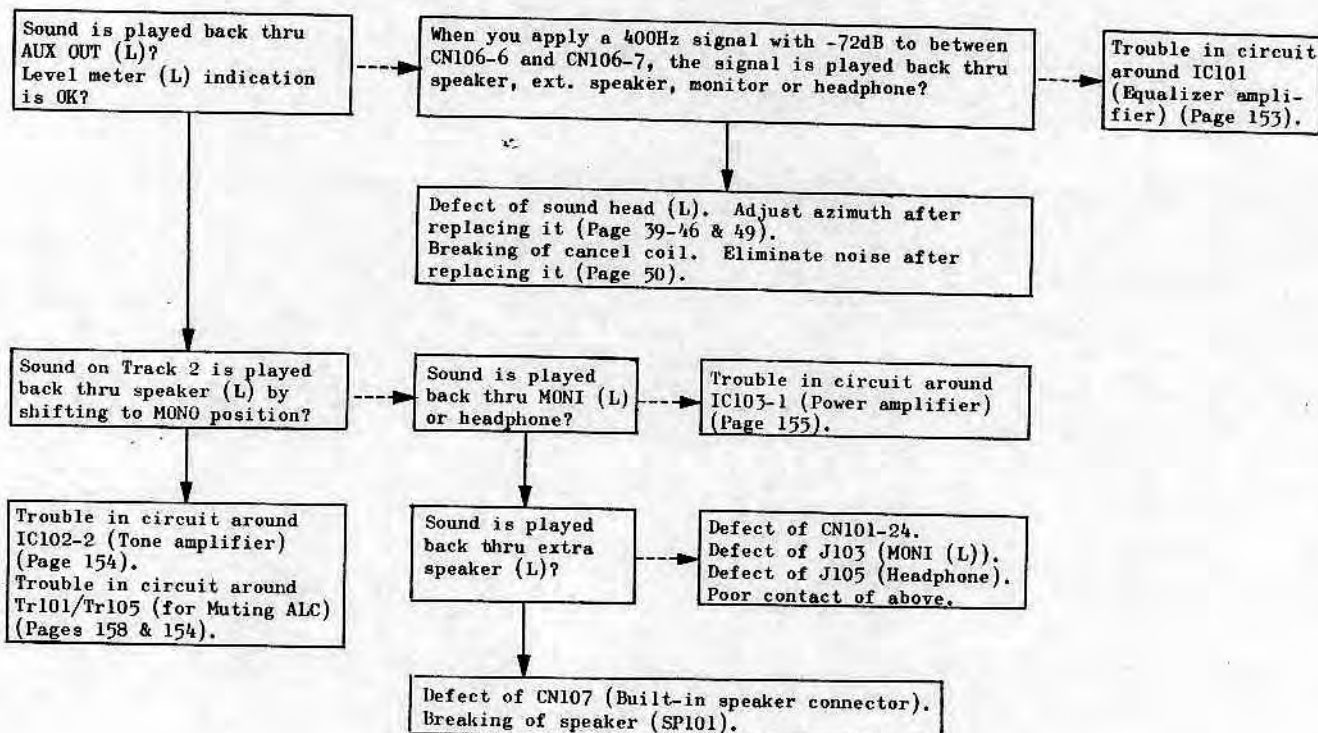 Sound is played back thru
AUX OUT (L)?
Level meter (L) indication
is OK?
When you apply a 400Hz signal with -72dB to between
CN106-6 and CN106-7, the signal is played back thru
speaker, ext. speaker, monitor or headphone?
Trouble in circuit
around IC101
(Equalizer ampli-
fier) (Page 153).
Defect of sound head (L). Adjust azimuth after
replacing it (Page 39-46 & 49).
Breaking of cancel coil. Eliminate noise after
replacing it (Page 50).
Sound on Track 2 is played
back thru speaker (L) by
shifting to MONO position?
Sound is played
back thru MONI (L)
or headphone?
Trouble in circuit around
IC103-1 (Power amplifier)
(Page 155).
Trouble in circuit around
IC102-2 (Tone amplifier)
(Page 154).
Trouble in circuit around
Tr101/Tr105 (for Muting ALC)
(Pages 158 & 154).
Sound is played
back thru extra
speaker (L)?
Defect of CN101-24.
Defect of J103 (MONI (L)).
Defect of J105 (Headphone).
Poor contact of above.
Defect of CN107 (Built-in speaker connector).
Breaking of speaker (SP101).